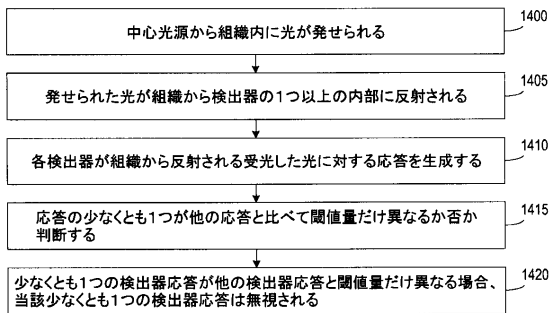 中心光源から組織内に光が発せられる
1400
発せられた光が組織から検出器の1つ以上の内部に反射される
1405
各検出器が組織から反射される受光した光に対する応答を生成する
1410
応答の少なくとも1つが他の応答と比べて閾値量だけ異なるか否か
判断する
1415
少なくとも1つの検出器応答が他の検出器応答と閾値量だけ異なる場合、
当該少なくとも1つの検出器応答は無視される
1420